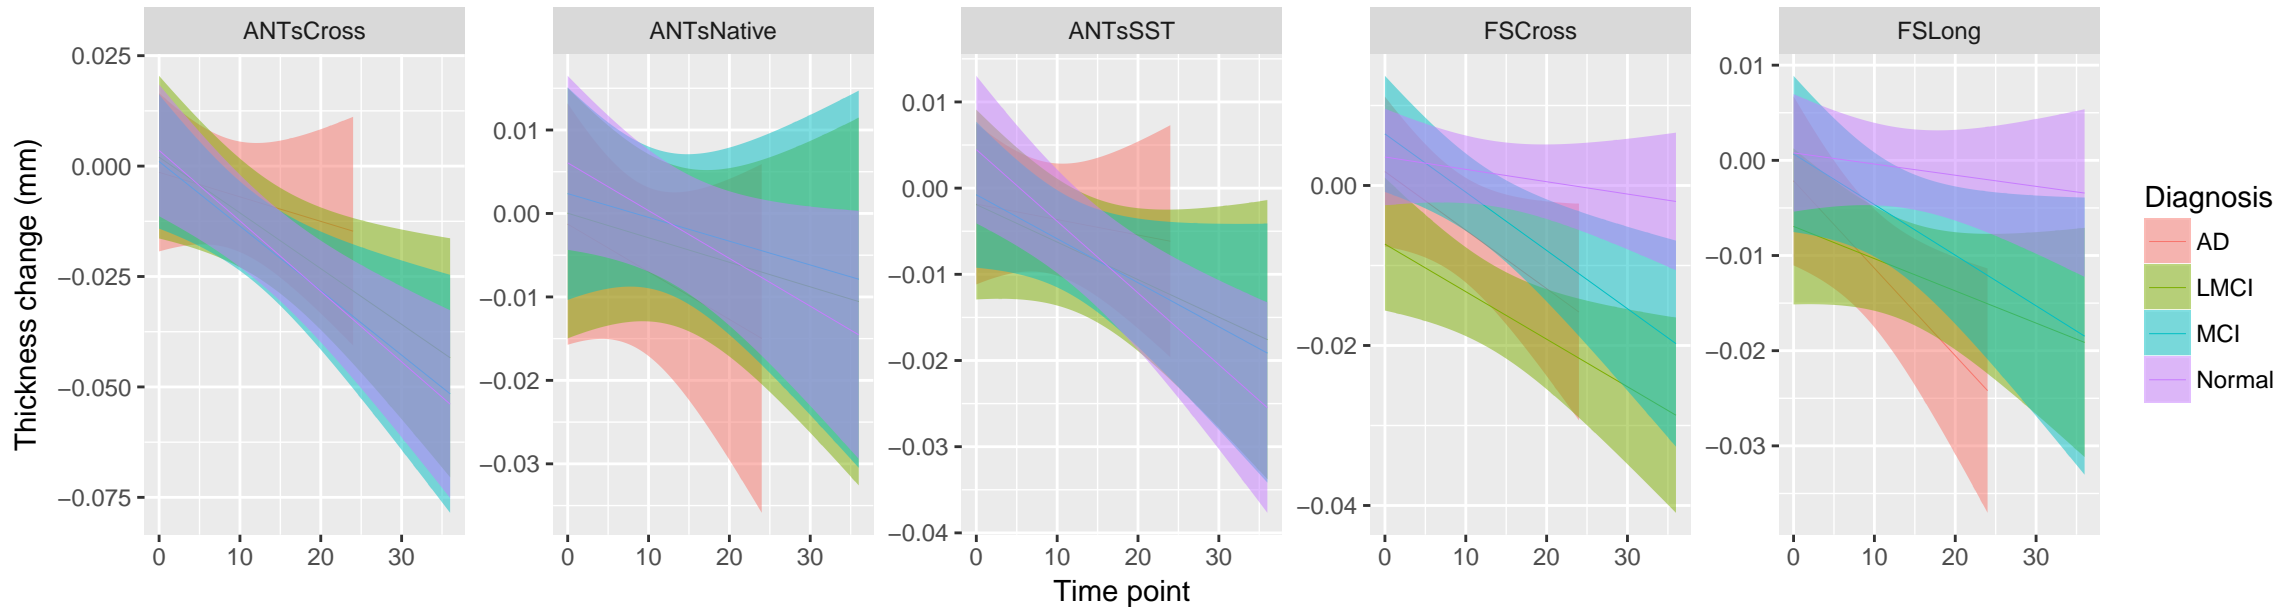 ANTsCross ANTsNative ANTsSST FSCross FSLong
0.025
0.000
−0.025
−0.050
−0.075
0.01
0.00
−0.01
−0.02
−0.03
0.01
0.00
−0.01
−0.02
−0.03
−0.04
0.00
−0.02
−0.04
0.01
0.00
−0.01
−0.02
−0.03
Thickness change (mm)
0 10 20 30 0 10 20 30 0 10 20 30 0 10 20 30 0 10 20 30
Time point
Diagnosis
AD
LMCI
MCI
Normal